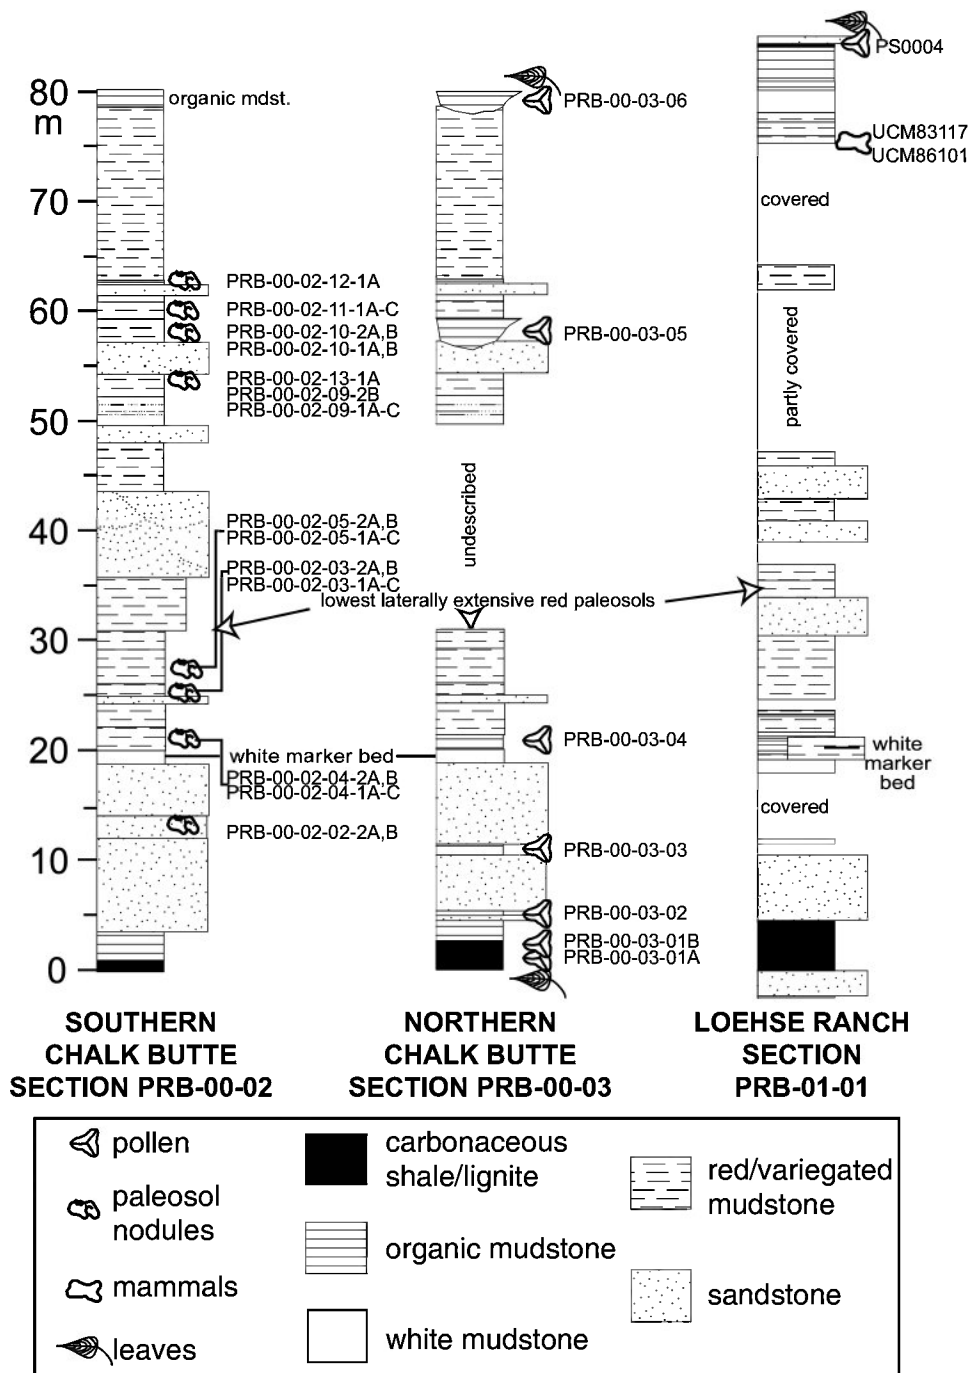 80
m
70
60
50
40
30
20
10
0
organic mdst.
PRB-00-02-12-1A
PRB-00-02-11-1A-C
PRB-00-02-10-2A,B
PRB-00-02-10-1A,B
PRB-00-02-13-1A
PRB-00-02-09-2B
PRB-00-02-09-1A-C
PRB-00-02-05-2A,B
PRB-00-02-05-1A-C
PRB-00-02-03-2A,B
PRB-00-02-03-1A-C
lowest laterally extensive red paleosols
white marker bed
PRB-00-02-04-2A,B
PRB-00-02-04-1A-C
PRB-00-02-02-2A,B
PRB-00-03-06
PRB-00-03-05
undescribed
PRB-00-03-04
PRB-00-03-03
PRB-00-03-02
PRB-00-03-01B
PRB-00-03-01A
PS0004
UCM83117
UCM86101
covered
partly covered
white
marker
bed
covered
SOUTHERN
CHALK BUTTE
SECTION PRB-00-02
NORTHERN
CHALK BUTTE
SECTION PRB-00-03
LOEHSE RANCH
SECTION
PRB-01-01
pollen
paleosol
nodules
mammals
leaves
carbonaceous
shale/lignite
organic mudstone
white mudstone
red/variegated
mudstone
sandstone